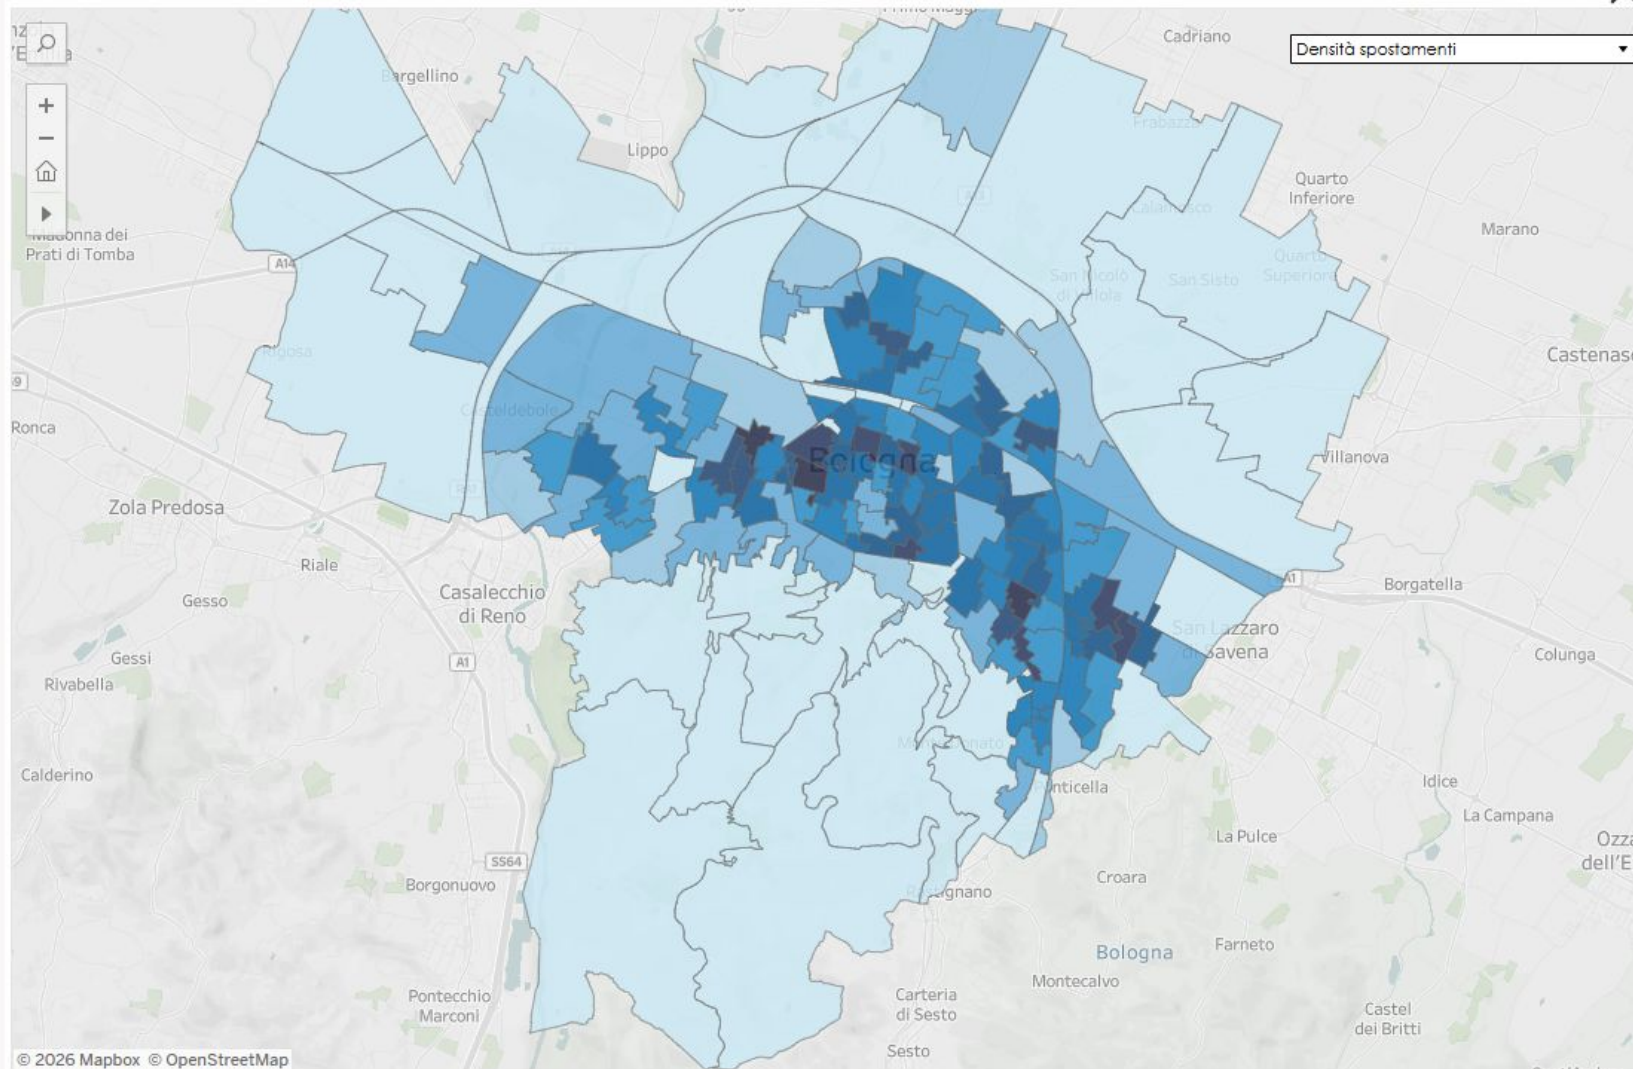 Cadriano
Densità spostamenti
Bargellino
+
−
Frabazza
Lippo
Quarto
Inferiore
Calamosco
Marano
Madonna dei
Prati di Tomba
A14
San Nicolò
di Villola
San Sisto
Quarto
Superiore
Rigosa
Castenas
Ronca
Casteldebole
Bologna
Villanova
Zola Predosa
Riale
Gesso
Casalecchio
di Reno
A1
Borgatella
San Lazzaro
di Savena
Colunga
Gessi
Rivabella
A1
Monte Donato
Calderino
Ponticella
Idice
La Campana
La Pulce
Ozza
dell'E
SS64
Borgonuovo
Rastignano
Croara
Bologna
Farneto
Montecalvo
Pontecchio
Marconi
Carteria
di Sesto
Castel
dei Britti
Sesto
© 2026 Mapbox © OpenStreetMap